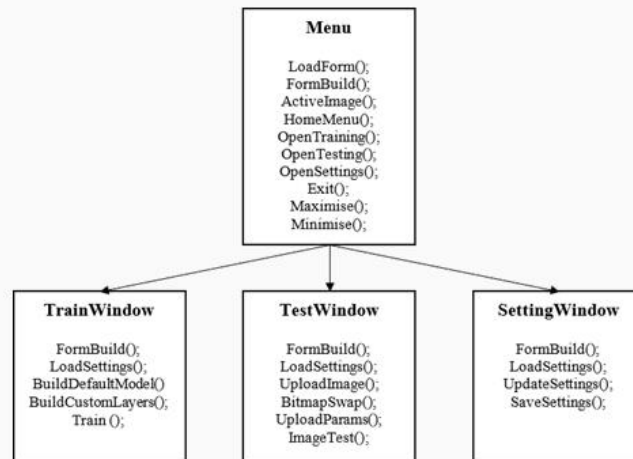 Menu
LoadForm();
FormBuild();
ActiveImage();
HomeMenu();
OpenTraining();
OpenTesting();
OpenSettings();
Exit();
Maximise();
Minimise();
TrainWindow
FormBuild();
LoadSettings();
BuildDefaultModel()
BuildCustomLayers();
Train ();
TestWindow
FormBuild();
LoadSettings();
UploadImage();
BitmapSwap();
UploadParams();
ImageTest();
SettingWindow
FormBuild();
LoadSettings();
UpdateSettings();
SaveSettings();